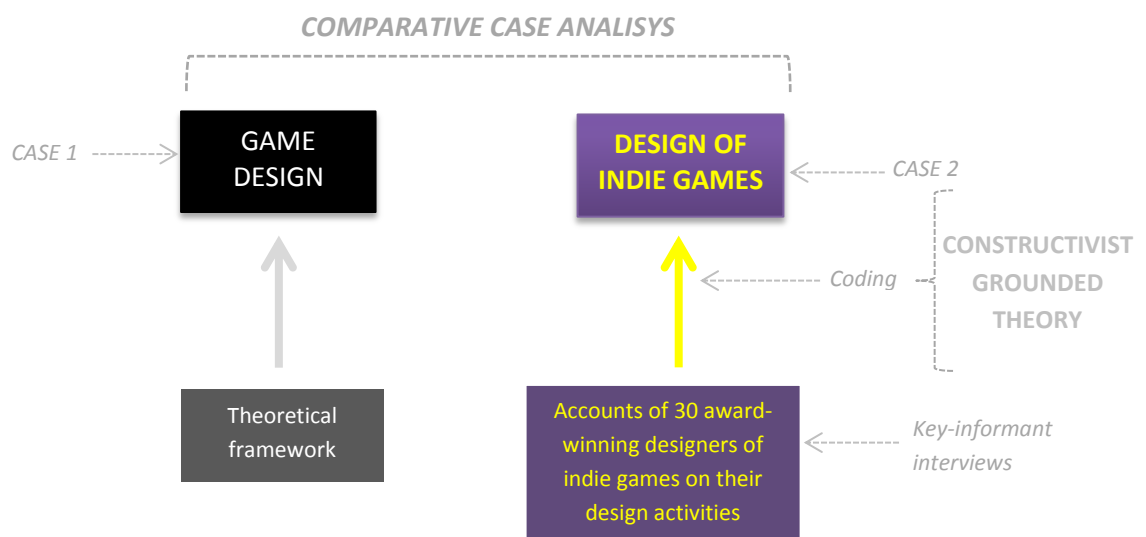 COMPARATIVE CASE ANALISYS
GAME
DESIGN
DESIGN OF
INDIE GAMES
CASE 1
CASE 2
CONSTRUCTIVIST
GROUNDED
THEORY
Coding
Theoretical
framework
Accounts of 30 award-
winning designers of
indie games on their
design activities
Key-informant
interviews